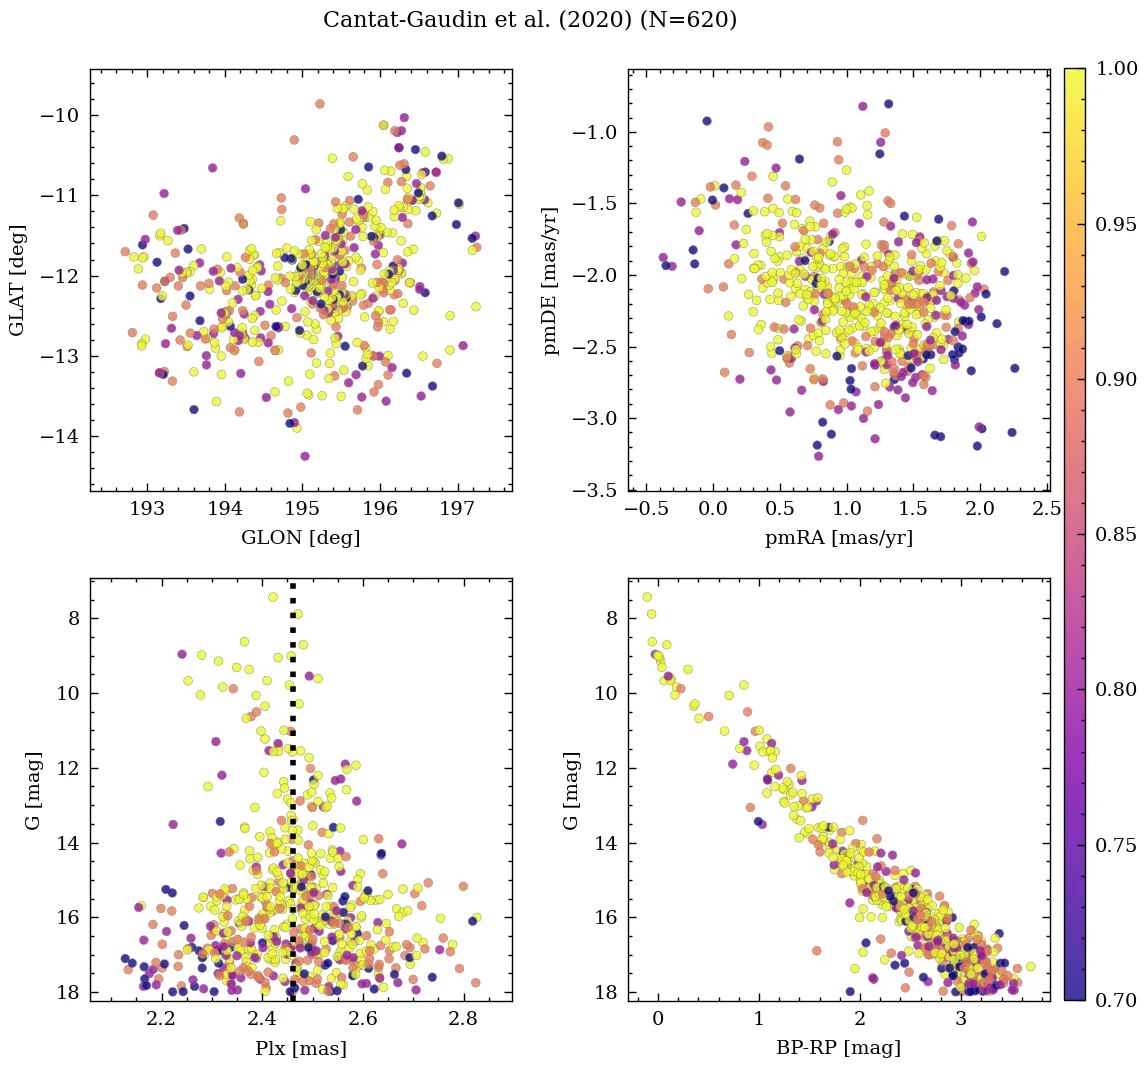 Cantat-Gaudin et al. (2020) (N=620)
−10
−11
−12
−13
−14
GLAT [deg]
193 194 195 196 197
GLON [deg]
−1.0
−1.5
−2.0
−2.5
−3.0
−3.5
pmDE [mas/yr]
−0.5 0.0 0.5 1.0 1.5 2.0 2.5
pmRA [mas/yr]
8
10
12
14
16
18
G [mag]
2.2 2.4 2.6 2.8
Plx [mas]
8
10
12
14
16
18
G [mag]
0 1 2 3
BP-RP [mag]
1.00
0.95
0.90
0.85
0.80
0.75
0.70